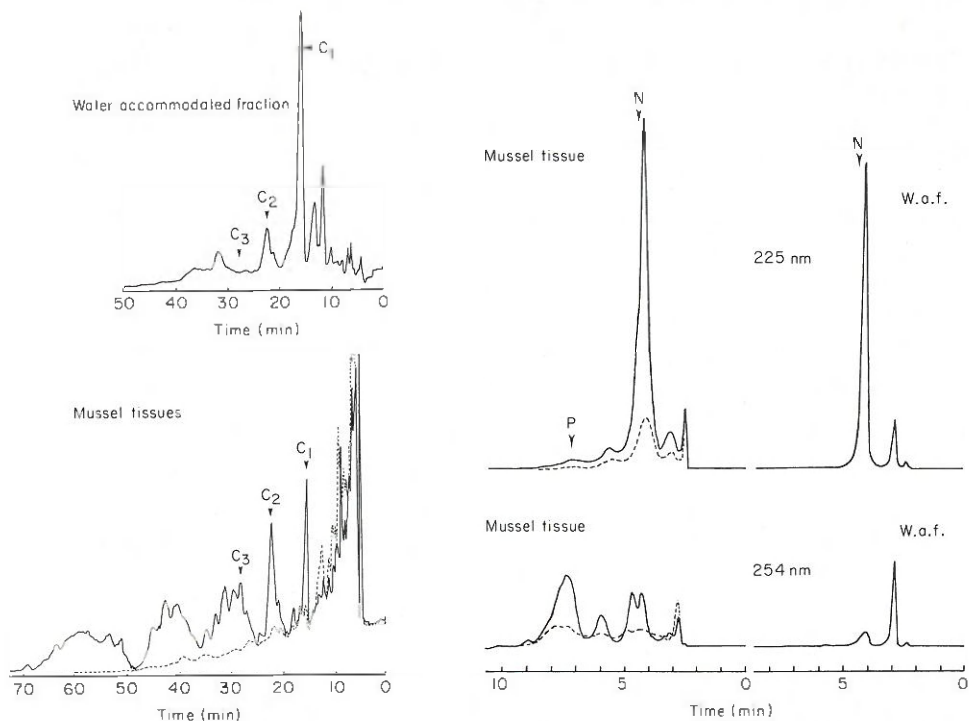 C₁
Water accommodated fraction
C₂
C₃
50 40 30 20 10 0
Time (min)
Mussel tissues
C₁
C₂
C₃
70 60 50 40 30 20 10 0
Time (min)
N
Mussel tissue
P
N
W.a.f.
225 nm
Mussel tissue
W.a.f.
254 nm
10 5 0 5 0
Time (min)